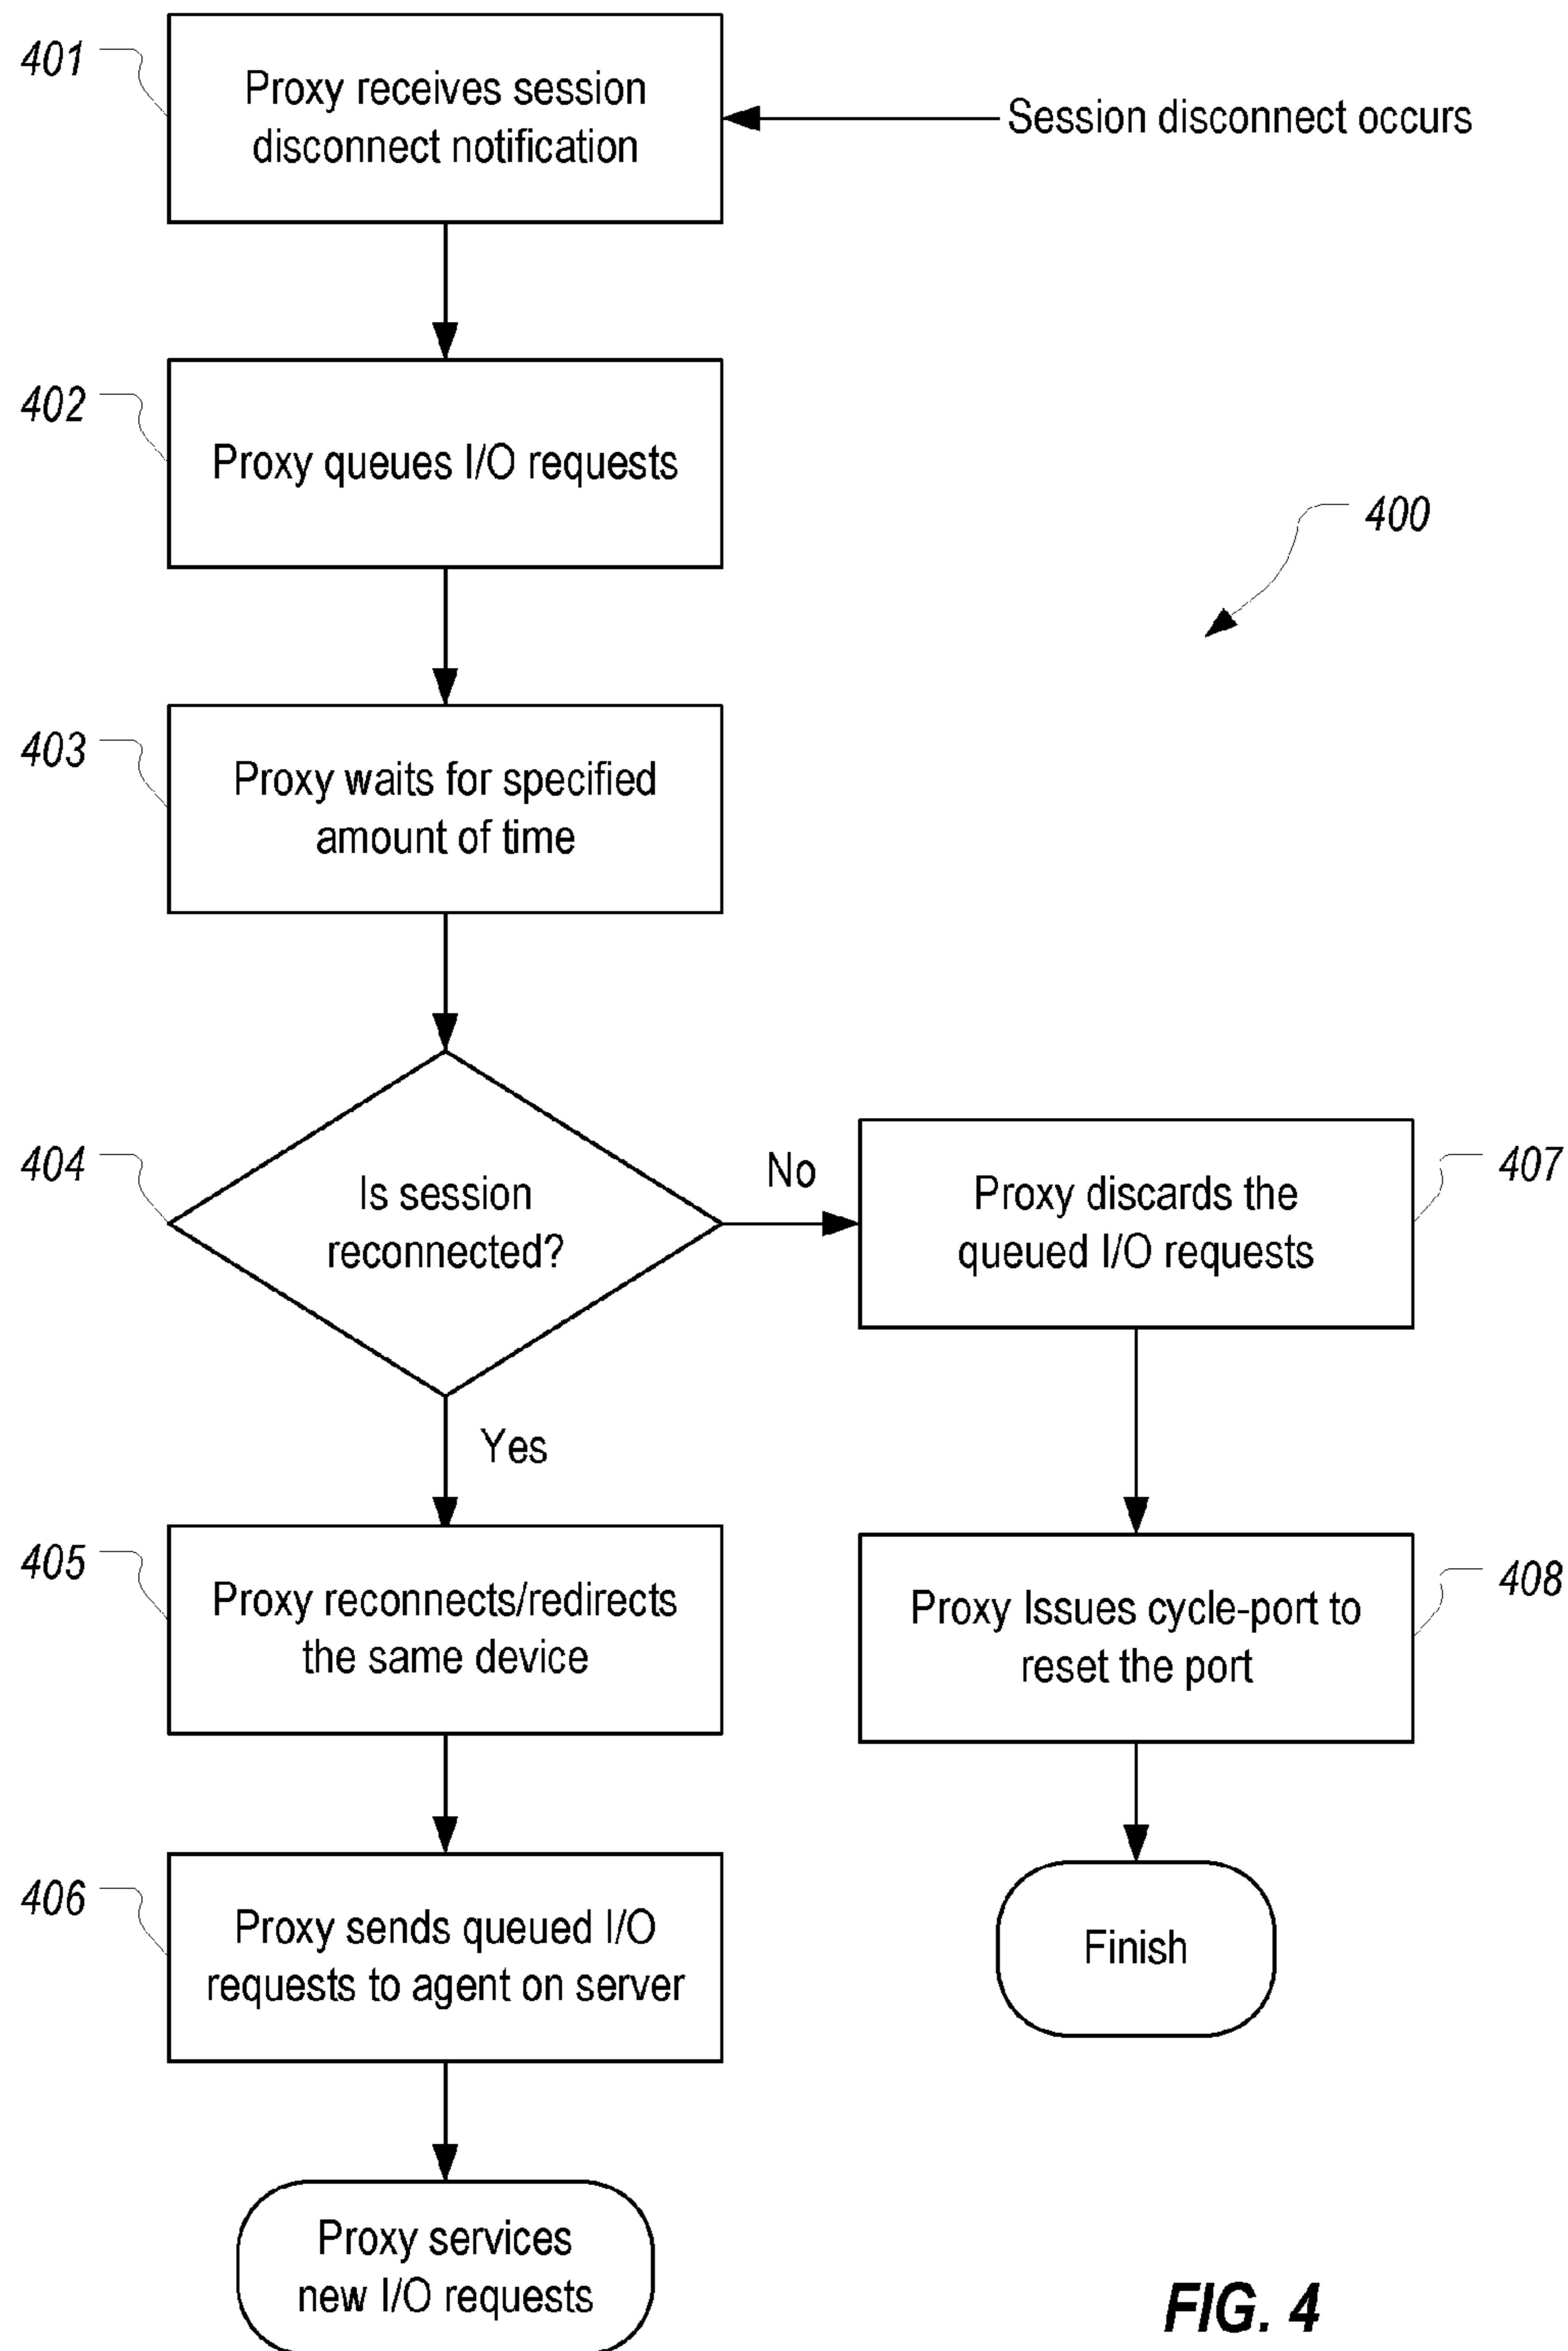 401
Proxy receives session
disconnect notification
Session disconnect occurs
402
Proxy queues I/O requests
400
403
Proxy waits for specified
amount of time
404
Is session
reconnected?
No
Proxy discards the
queued I/O requests
407
Yes
405
Proxy reconnects/redirects
the same device
Proxy Issues cycle-port to
reset the port
408
406
Proxy sends queued I/O
requests to agent on server
Finish
Proxy services
new I/O requests
FIG. 4